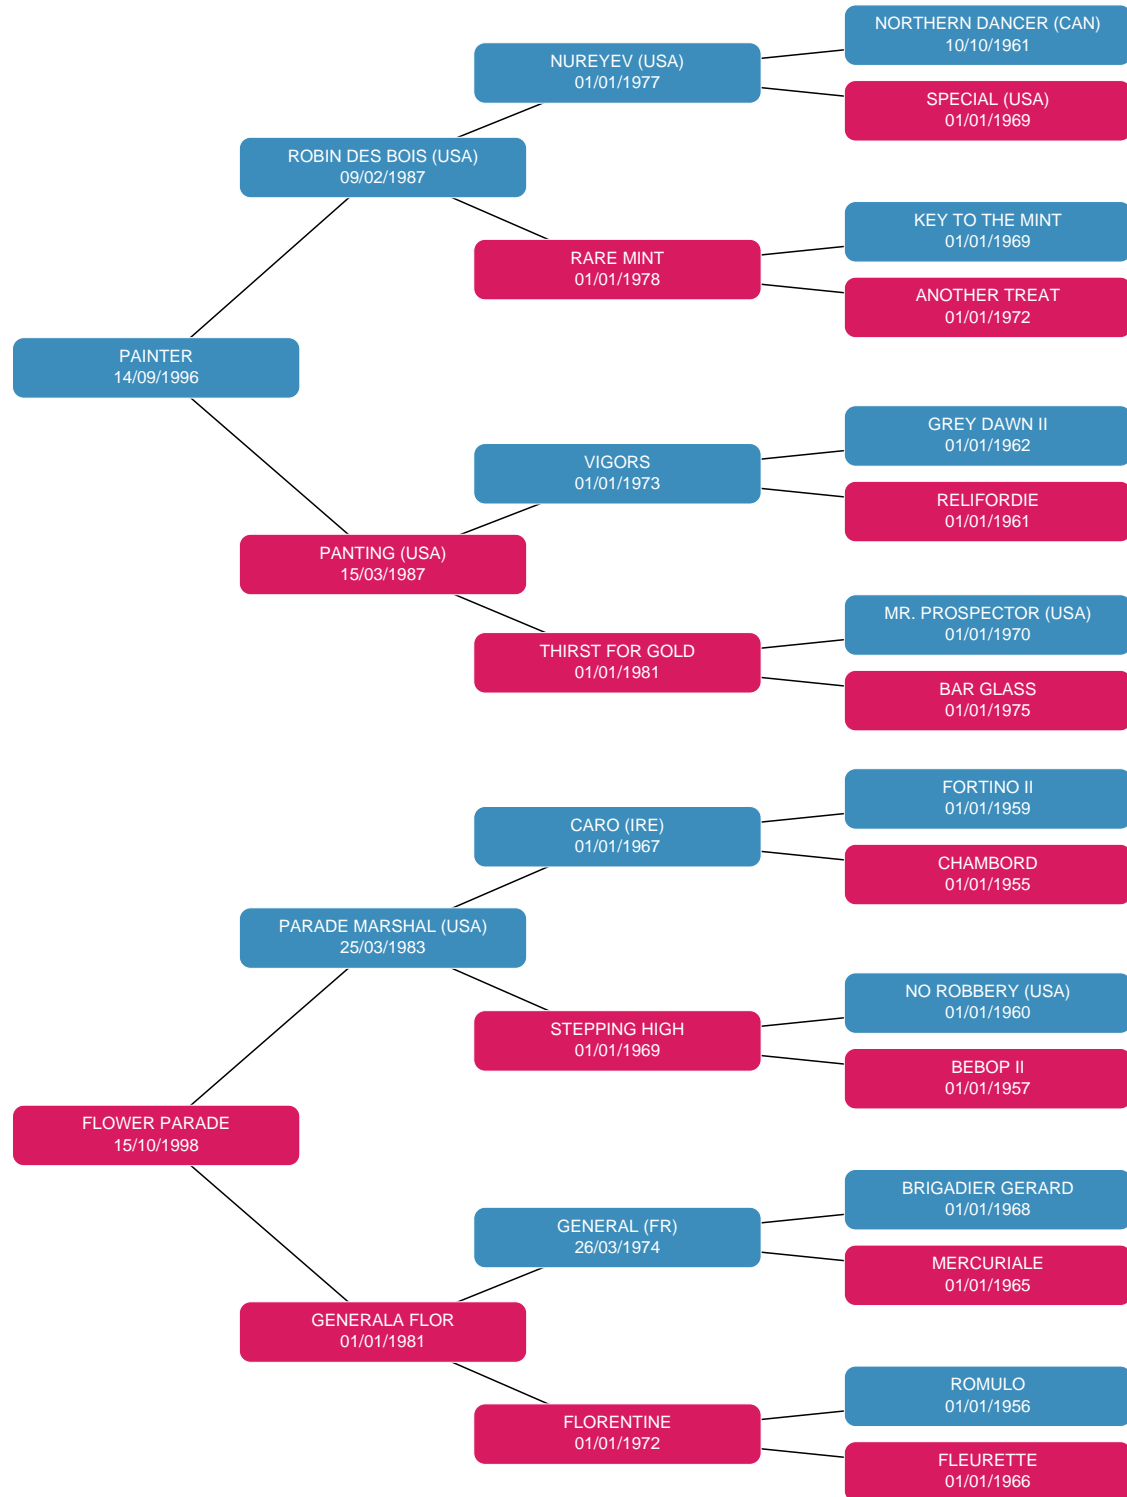 NORTHERN DANCER (CAN)
10/10/1961
NUREYEV (USA)
01/01/1977
SPECIAL (USA)
01/01/1969
ROBIN DES BOIS (USA)
09/02/1987
KEY TO THE MINT
01/01/1969
RARE MINT
01/01/1978
ANOTHER TREAT
01/01/1972
PAINTER
14/09/1996
GREY DAWN II
01/01/1962
VIGORS
01/01/1973
RELIFORDIE
01/01/1961
PANTING (USA)
15/03/1987
MR. PROSPECTOR (USA)
01/01/1970
THIRST FOR GOLD
01/01/1981
BAR GLASS
01/01/1975
FORTINO II
01/01/1959
CARO (IRE)
01/01/1967
CHAMBORD
01/01/1955
PARADE MARSHAL (USA)
25/03/1983
NO ROBBERY (USA)
01/01/1960
STEPPING HIGH
01/01/1969
BEBOP II
01/01/1957
FLOWER PARADE
15/10/1998
BRIGADIER GERARD
01/01/1968
GENERAL (FR)
26/03/1974
MERCURIALE
01/01/1965
GENERALA FLOR
01/01/1981
ROMULO
01/01/1956
FLORENTINE
01/01/1972
FLEURETTE
01/01/1966